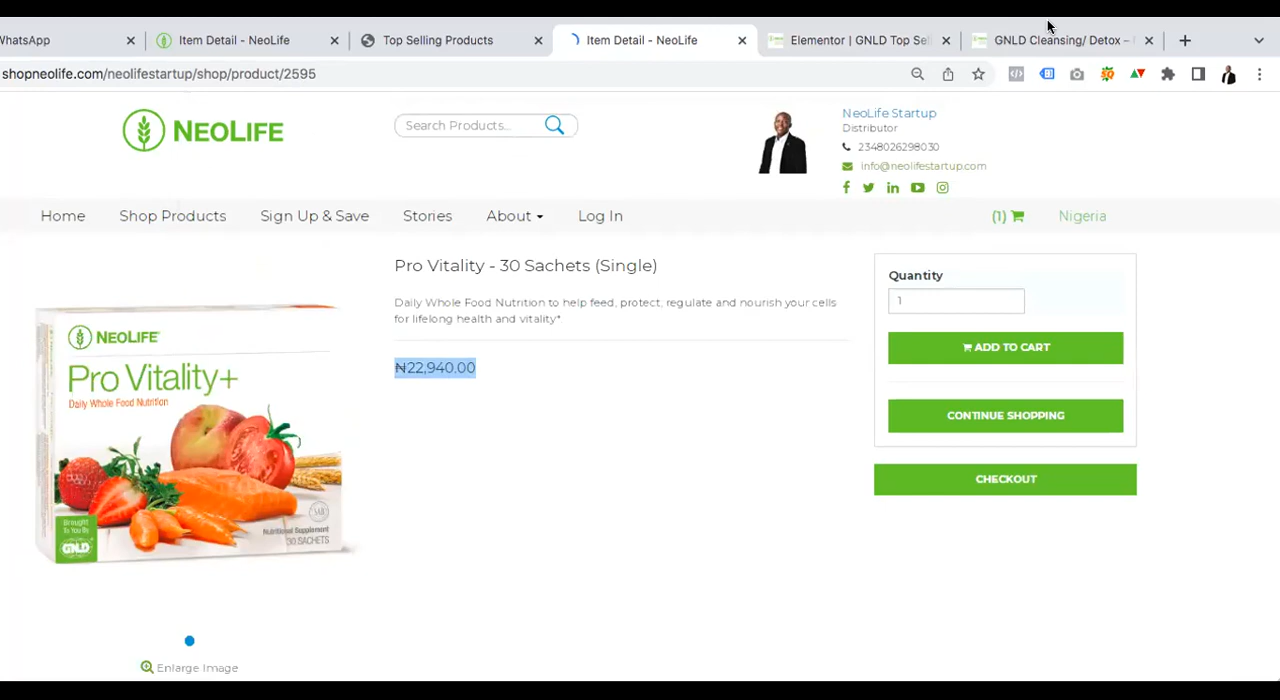 WhatsApp
Item Detail - NeoLife
Top Selling Products
Item Detail - NeoLife
Elementor | GNLD Top Sel
GNLD Cleansing/ Detox –
shopneolife.com/neolifestartup/shop/product/2595
NEOLIFE
Search Products...
NeoLife Startup
Distributor
2348026298030
info@neolifestartup.com
Home
Shop Products
Sign Up & Save
Stories
About
Log In
(1)
Nigeria
Pro Vitality - 30 Sachets (Single)
Daily Whole Food Nutrition to help feed, protect, regulate and nourish your cells
for lifelong health and vitality*.
₦22,940.00
Quantity
1
ADD TO CART
CONTINUE SHOPPING
CHECKOUT
NEOLIFE
Pro Vitality+
Daily Whole Food Nutrition
Brought
To You By
GNLD
Nutritional Supplement
30 SACHETS
Enlarge Image